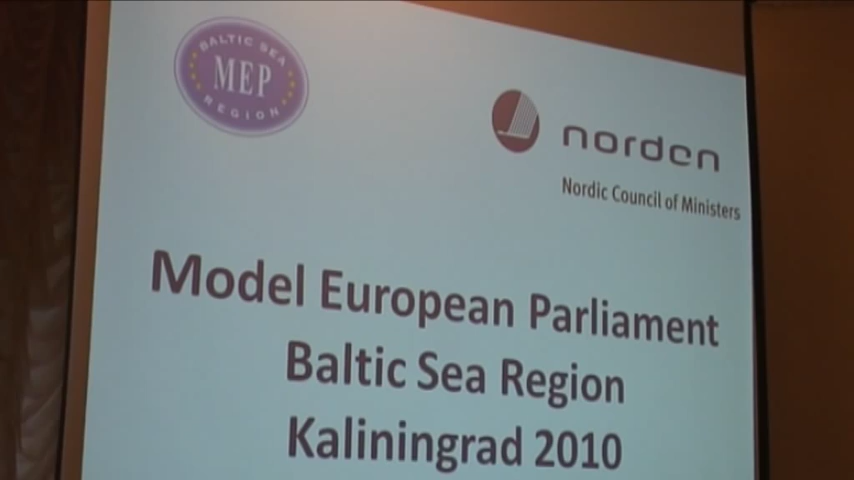 BALTIC SEA
MEP
REGION
norden
Nordic Council of Ministers
Model European Parliament
Baltic Sea Region
Kaliningrad 2010